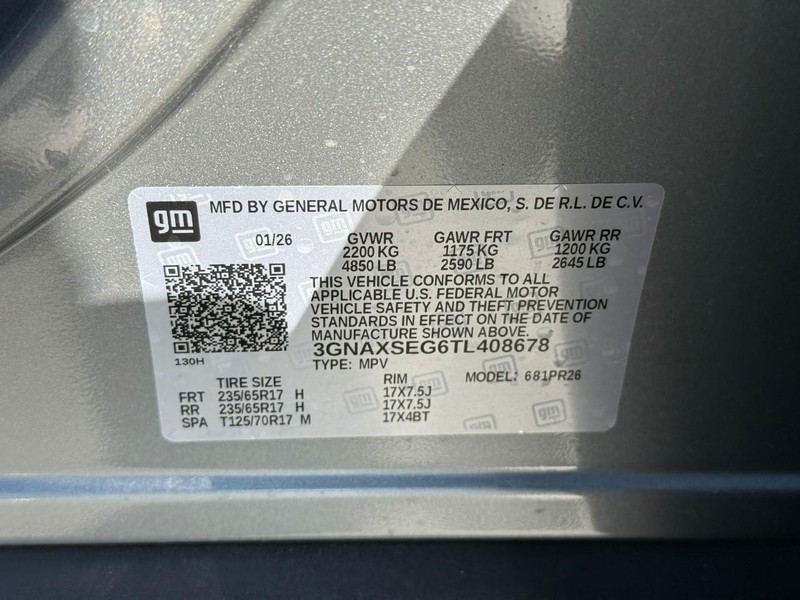 gm MFD BY GENERAL MOTORS DE MEXICO, S. DE R.L. DE C.V.
01/26 GVWR GAWR FRT GAWR RR
2200 KG 1175 KG 1200 KG
4850 LB 2590 LB 2645 LB
THIS VEHICLE CONFORMS TO ALL
APPLICABLE U.S. FEDERAL MOTOR
VEHICLE SAFETY AND THEFT PREVENTION
STANDARDS IN EFFECT ON THE DATE OF
MANUFACTURE SHOWN ABOVE.
3GNAXSEG6TL408678
130H
TYPE: MPV
TIRE SIZE RIM MODEL: 681PR26
FRT 235/65R17 H 17X7.5J
RR 235/65R17 H 17X7.5J
SPA T125/70R17 M 17X4BT